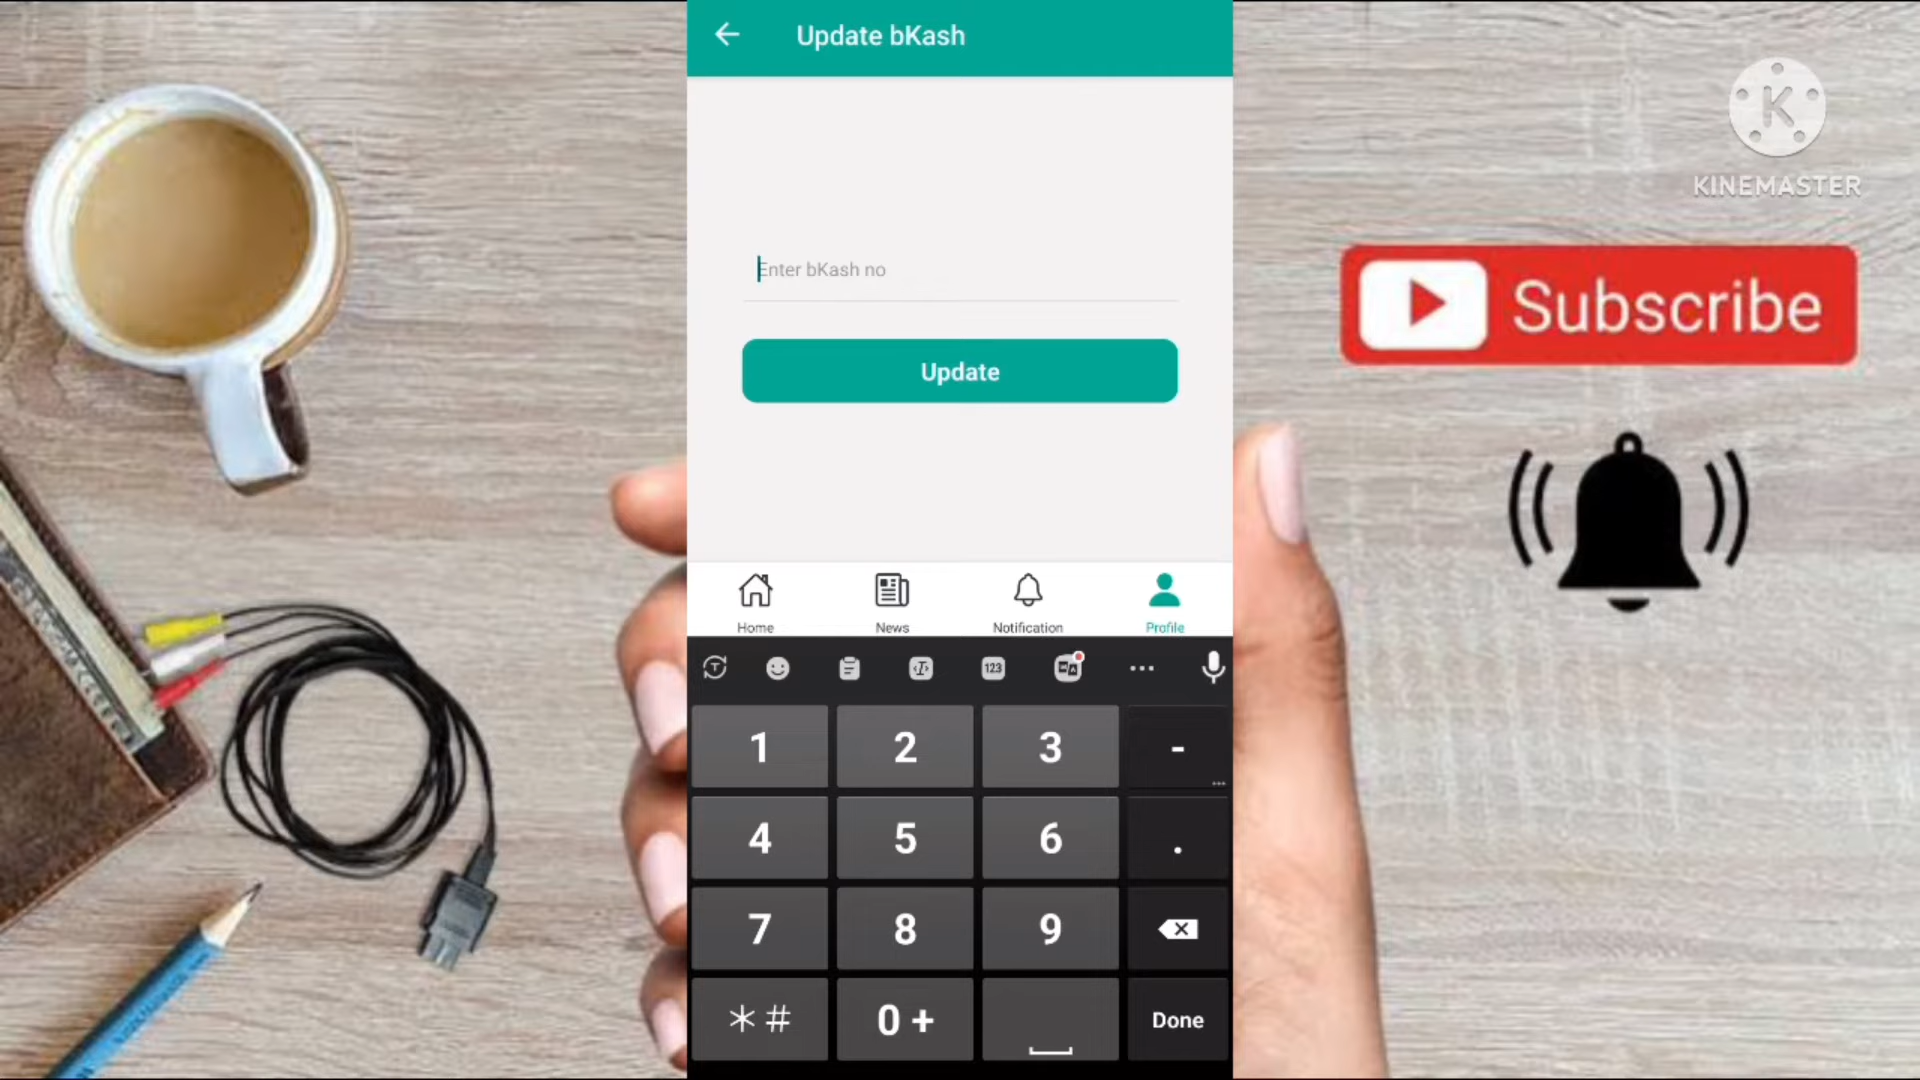 Update bKash
KINEMASTER
Enter bKash no
Subscribe
Update
Home
News
Notification
Profile
123
1
2
3
-
4
5
6
.
7
8
9
* #
0 +
Done